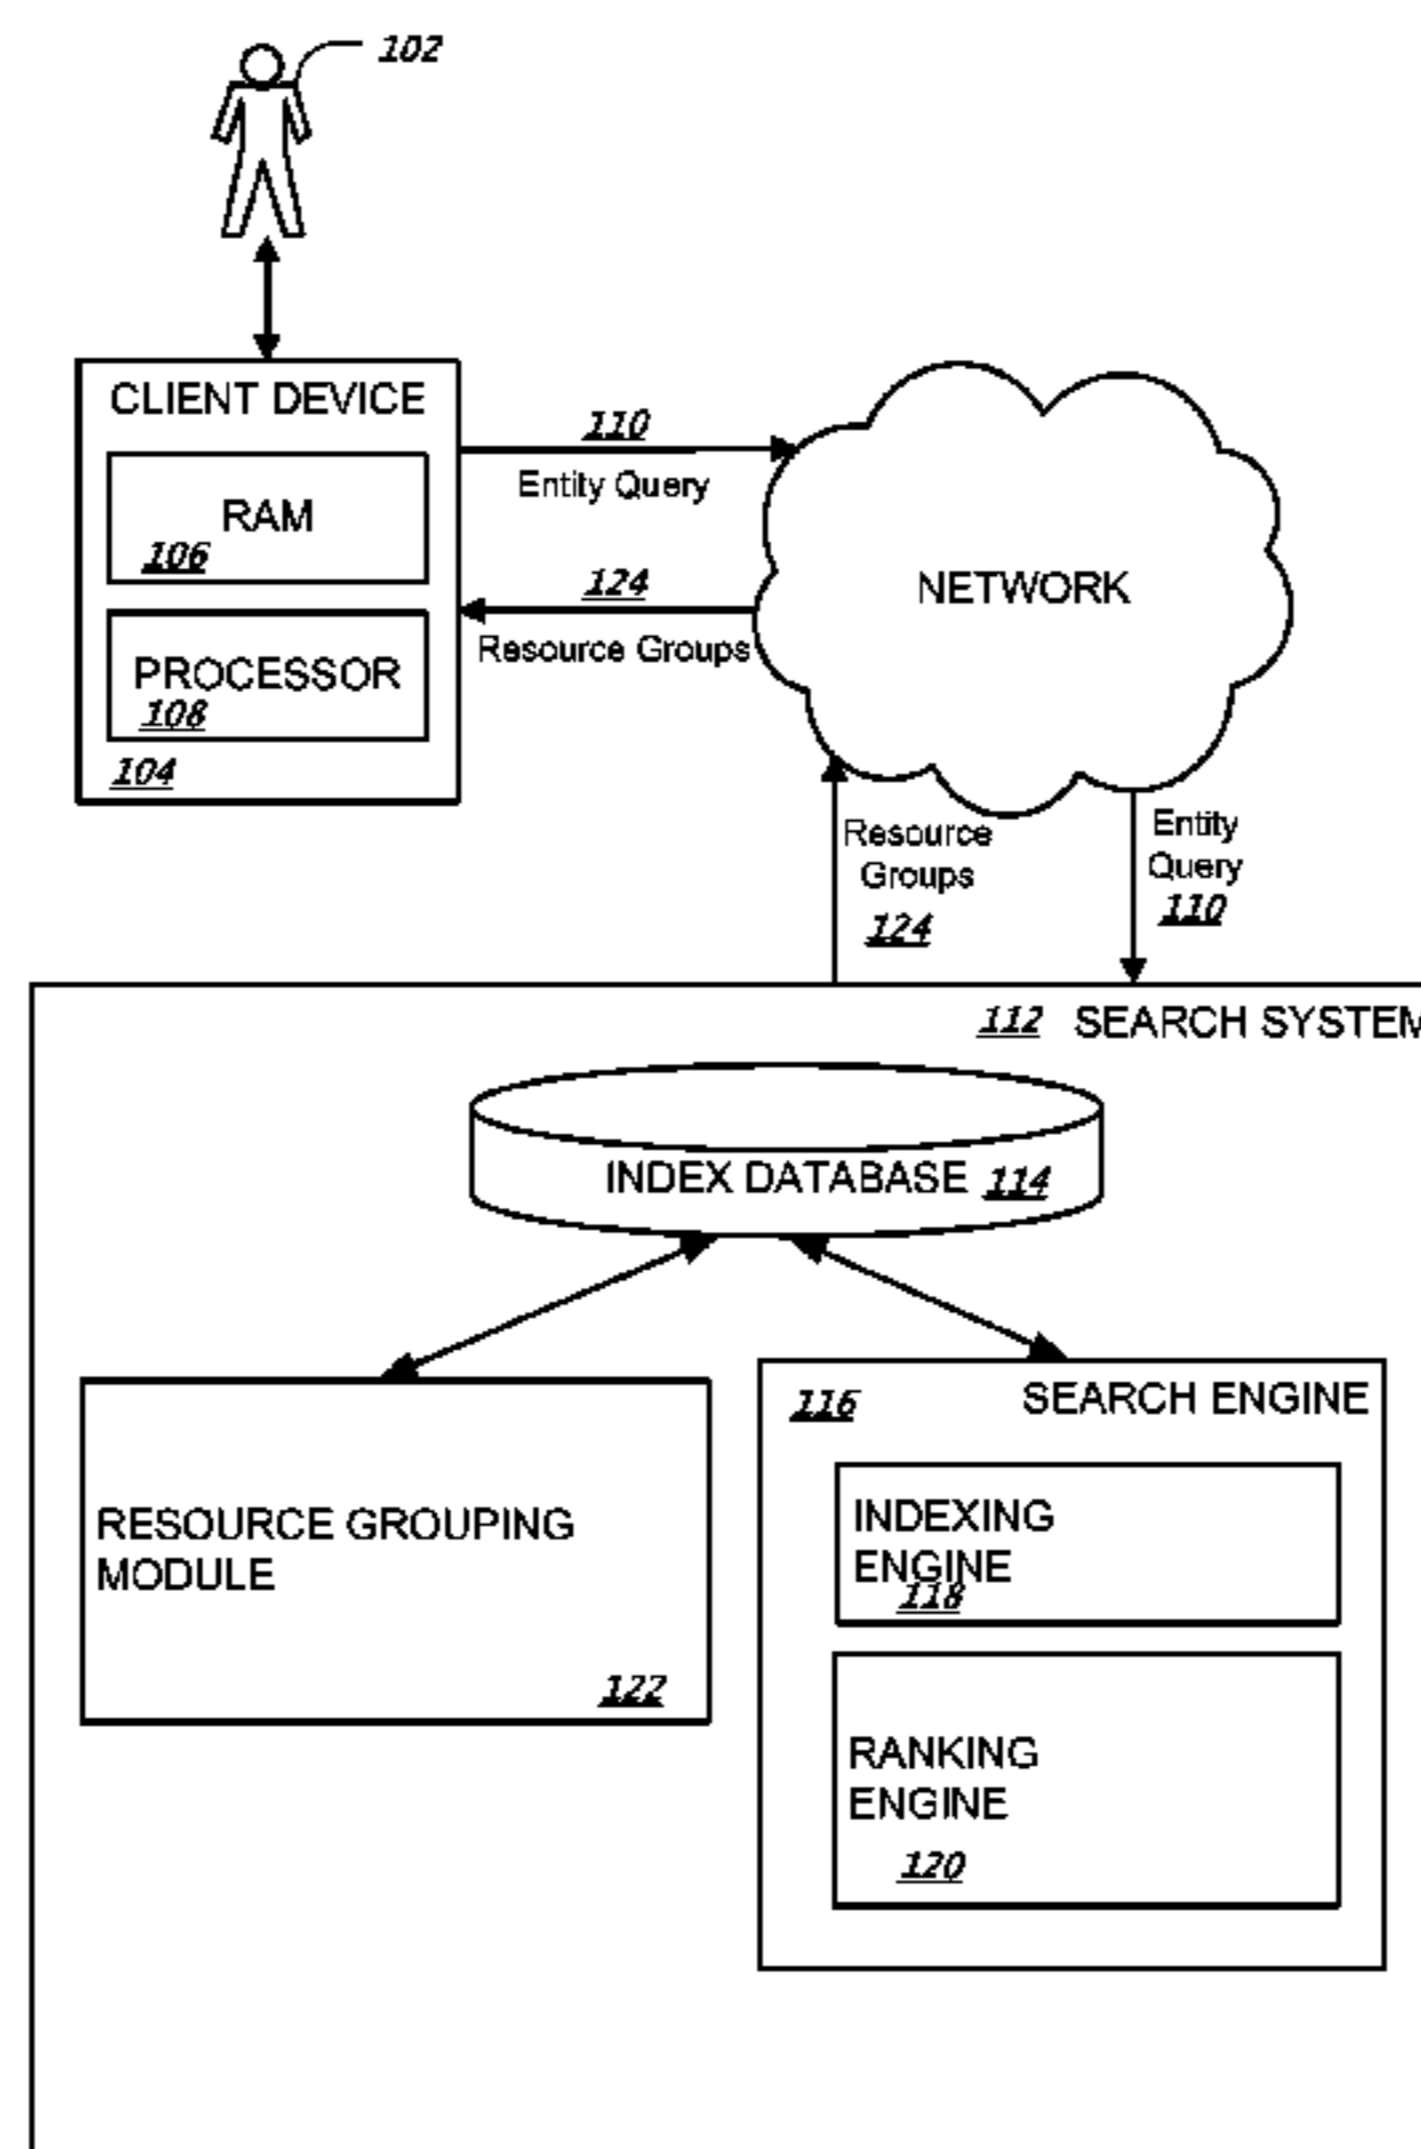 102
CLIENT DEVICE
RAM
106
PROCESSOR
108
104
110
Entity Query
124
Resource Groups
NETWORK
Resource
Groups
124
Entity
Query
110
112 SEARCH SYSTEM
INDEX DATABASE 114
RESOURCE GROUPING
MODULE
122
116 SEARCH ENGINE
INDEXING
ENGINE
118
RANKING
ENGINE
120